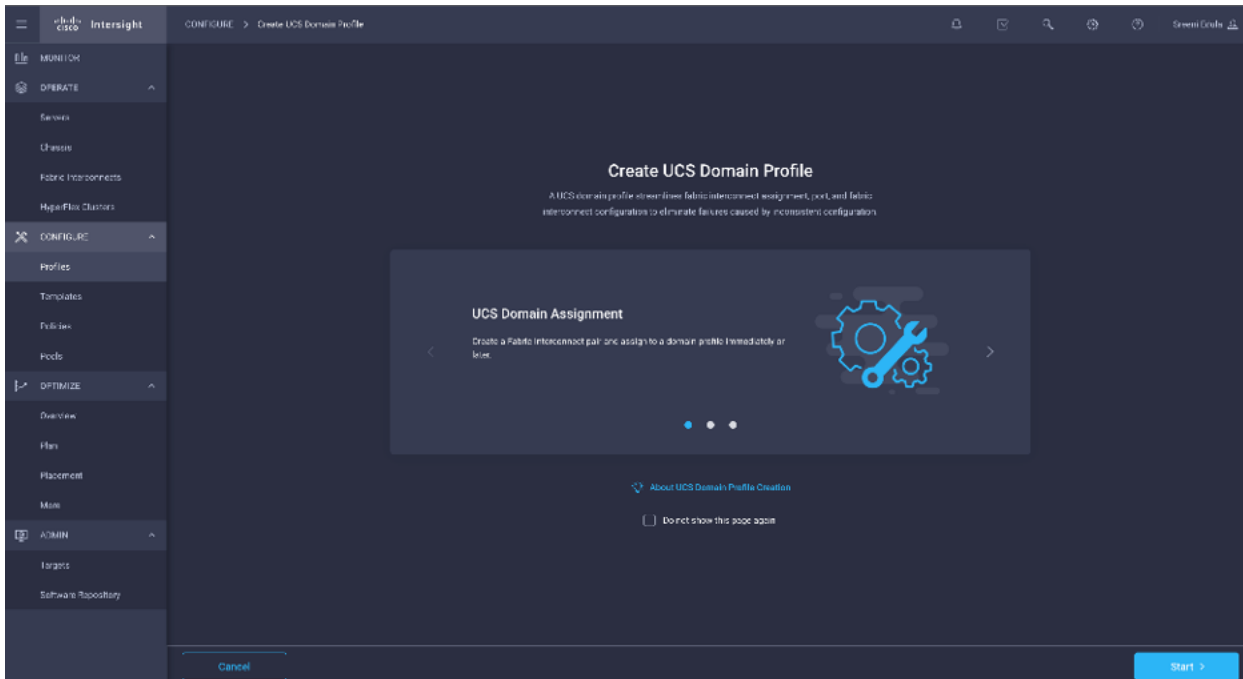 cisco Intersight
CONFIGURE > Create UCS Domain Profile
MONITOR
OPERATE
Servers
Chassis
Fabric Interconnects
HyperFlex Clusters
CONFIGURE
Profiles
Templates
Policies
Pools
OPTIMIZE
Overview
Plan
Placement
More
ADMIN
Targets
Software Repository
Create UCS Domain Profile
A UCS domain profile streamlines fabric interconnect assignment, port, and fabric
interconnect configuration to eliminate failures caused by inconsistent configuration
UCS Domain Assignment
Create a Fabric Interconnect pair and assign to a domain profile immediately or
later.
About UCS Domain Profile Creation
Do not show this page again
Cancel
Start >